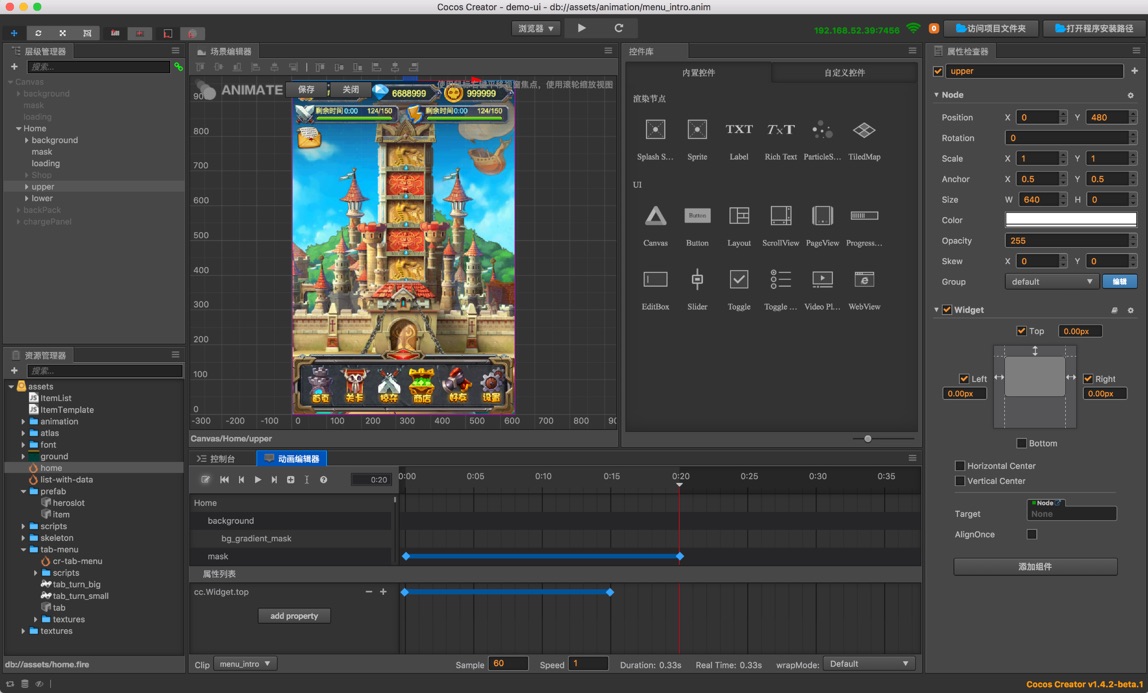 Cocos Creator - demo-ui - db://assets/animation/menu_intro.anim
浏览器
192.168.52.39:7456
0
访问项目文件夹
打开程序安装路径
层级管理器
搜索...
Canvas
background
mask
loading
Home
background
mask
loading
Shop
upper
lower
backPack
chargePanel
资源管理器
搜索...
assets
ItemList
ItemTemplate
animation
atlas
font
ground
home
list-with-data
prefab
heroslot
item
scripts
skeleton
tab-menu
cr-tab-menu
scripts
tab_turn_big
tab_turn_small
tab
textures
textures
db://assets/home.fire
场景编辑器
ANIMATE
保存
关闭
使用鼠标右键平移视窗焦点，使用滚轮缩放视图
6888999
999999
剩余时间0:00 124/150
剩余时间0:00 124/150
首页
关卡
咬存
商店
好友
设置
900
800
700
600
500
400
300
200
100
0
-300
-200
-100
0
100
200
300
400
500
600
700
800
Canvas/Home/upper
控制台
动画编辑器
0:20
0:00
0:05
0:10
0:15
0:20
0:25
0:30
0:35
Home
background
bg_gradient_mask
mask
属性列表
cc.Widget.top
add property
Clip
menu_intro
Sample
60
Speed
1
Duration: 0.33s
Real Time: 0.33s
wrapMode:
Default
控件库
内置控件
自定义控件
渲染节点
TXT
TxT
Splash S...
Sprite
Label
Rich Text
ParticleS...
TiledMap
UI
Button
Canvas
Button
Layout
ScrollView
PageView
Progress...
EditBox
Slider
Toggle
Toggle ...
Video Pl...
WebView
属性检查器
upper
Node
Position X 0 Y 480
Rotation 0
Scale X 1 Y 1
Anchor X 0.5 Y 0.5
Size W 640 H 0
Color
Opacity 255
Skew X 0 Y 0
Group default 编辑
Widget
Top 0.00px
Left
0.00px
Right
0.00px
Bottom
Horizontal Center
Vertical Center
Target
Node
None
AlignOnce
添加组件
Cocos Creator v1.4.2-beta.1